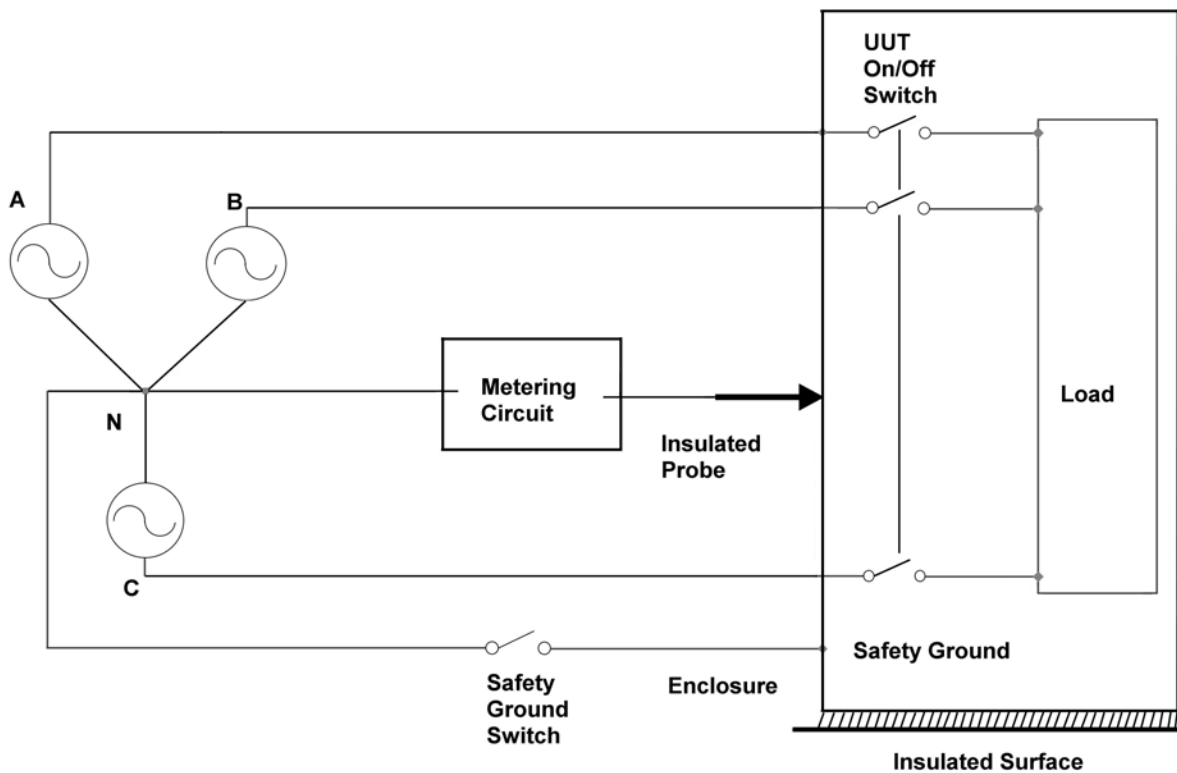 UUT
On/Off
Switch
A
B
Metering
Circuit
Load
N
Insulated
Probe
C
Safety Ground
Safety
Ground
Switch
Enclosure
Insulated Surface